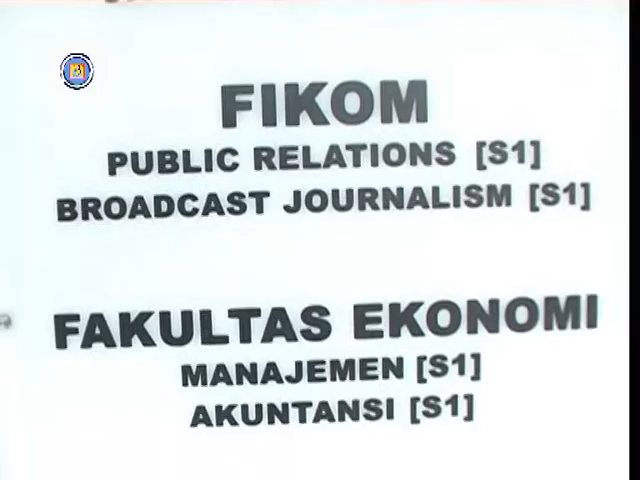 FIKOM
PUBLIC RELATIONS [S1]
BROADCAST JOURNALISM [S1]
FAKULTAS EKONOMI
MANAJEMEN [S1]
AKUNTANSI [S1]